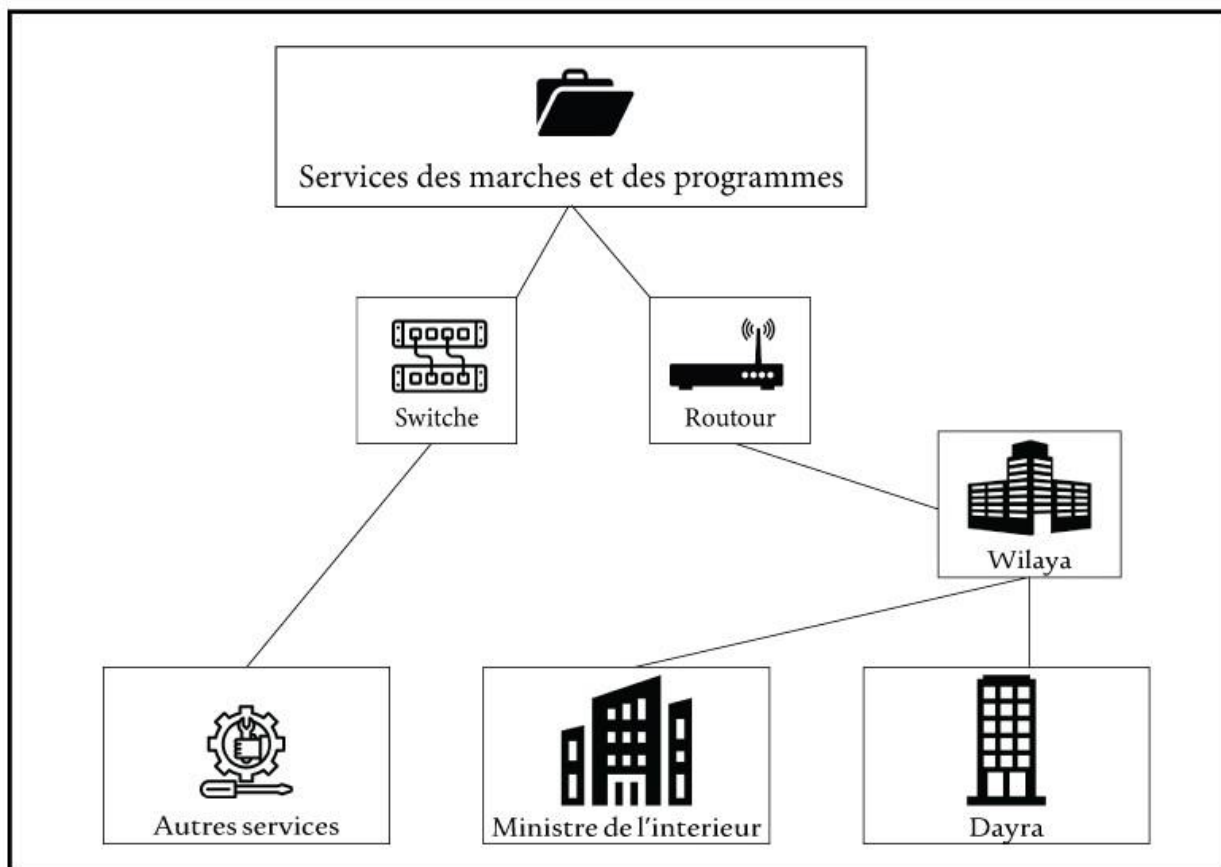 Services des marches et des programmes
Switche
Routour
Wilaya
Autres services
Ministre de l'interieur
Dayra